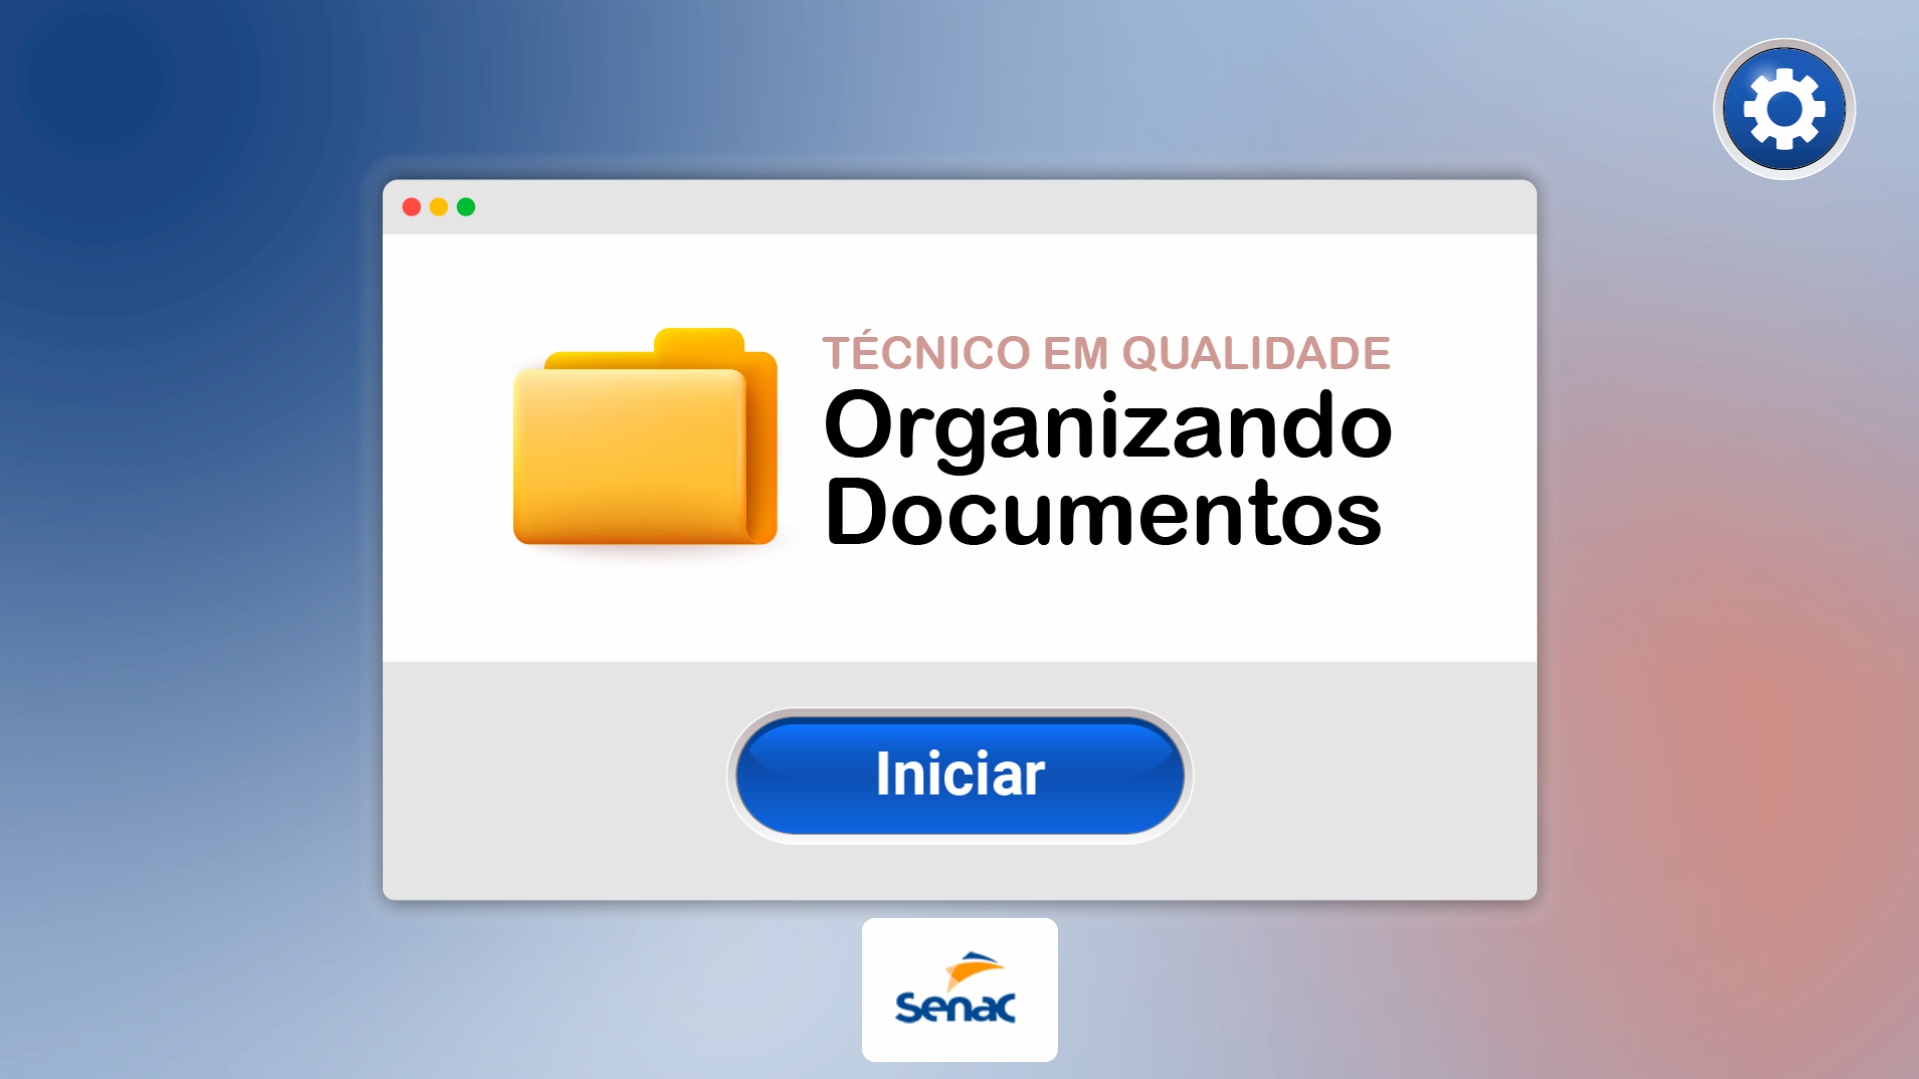 TÉCNICO EM QUALIDADE
Organizando
Documentos
Iniciar
Senac